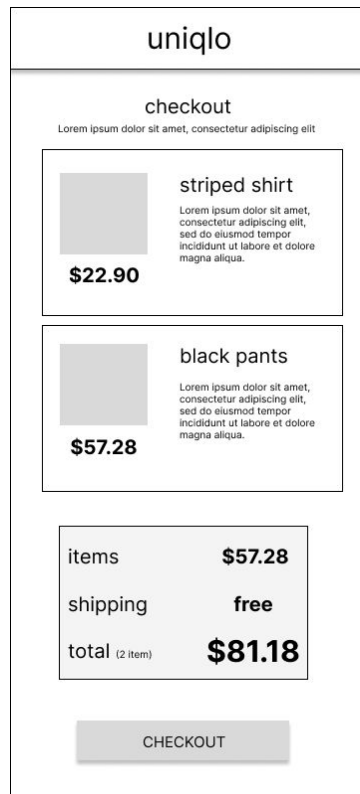 uniqlo
checkout
Lorem ipsum dolor sit amet, consectetur adipiscing elit
striped shirt
Lorem ipsum dolor sit amet,
consectetur adipiscing elit,
sed do eiusmod tempor
incididunt ut labore et dolore
magna aliqua.
$22.90
black pants
Lorem ipsum dolor sit amet,
consectetur adipiscing elit,
sed do eiusmod tempor
incididunt ut labore et dolore
magna aliqua.
$57.28
items $57.28
shipping free
total (2 item) $81.18
CHECKOUT